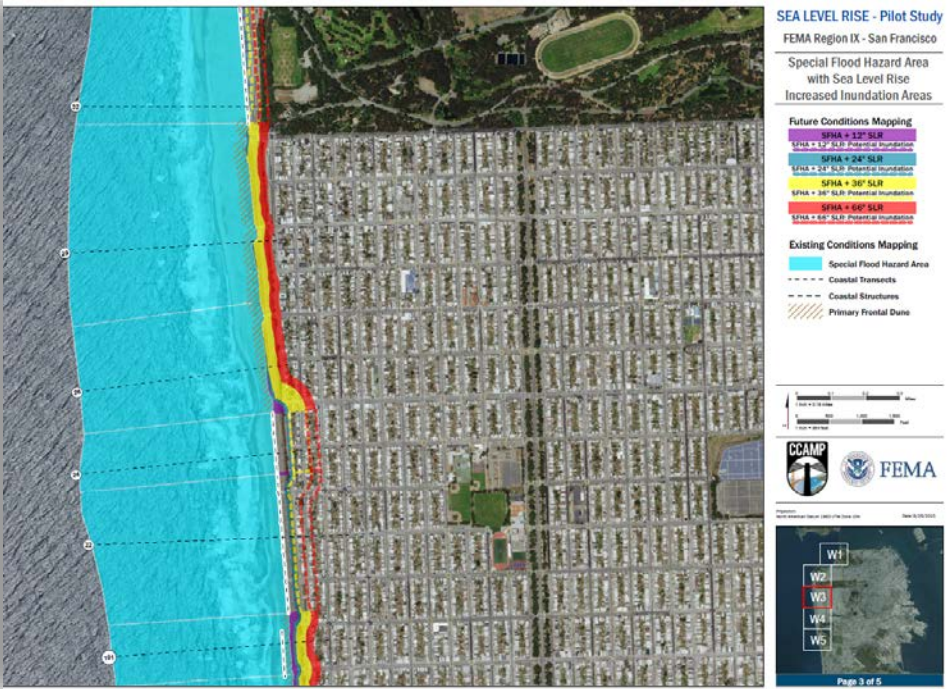 SEA LEVEL RISE - Pilot Study
FEMA Region IX - San Francisco
Special Flood Hazard Area
with Sea Level Rise
Increased Inundation Areas
Future Conditions Mapping
SFHA + 12" SLR
SFHA + 12" SLR: Potential Inundation
SFHA + 24" SLR
SFHA + 24" SLR: Potential Inundation
SFHA + 36" SLR
SFHA + 36" SLR: Potential Inundation
SFHA + 66" SLR
SFHA + 66" SLR: Potential Inundation
Existing Conditions Mapping
Special Flood Hazard Area
Coastal Transects
Coastal Structures
Primary Frontal Dune
Miles
Feet
CCAMP
FEMA
W1
W2
W3
W4
W5
Page 3 of 5